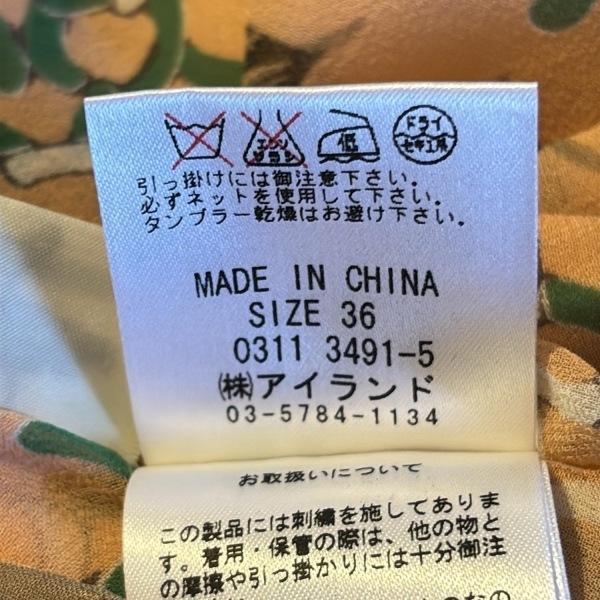 エンソ
サラシ
低
ドライ
セキユ系
引っ掛けには御注意下さい。
必ずネットを使用して下さい。
タンブラー乾燥はお避け下さい。
MADE IN CHINA
SIZE 36
0311 3491-5
㈱アイランド
03-5784-1134
お取扱いについて
この製品には刺繍を施してありま
す。着用・保管の際は、他の物と
の摩擦や引っ掛かりには十分御注